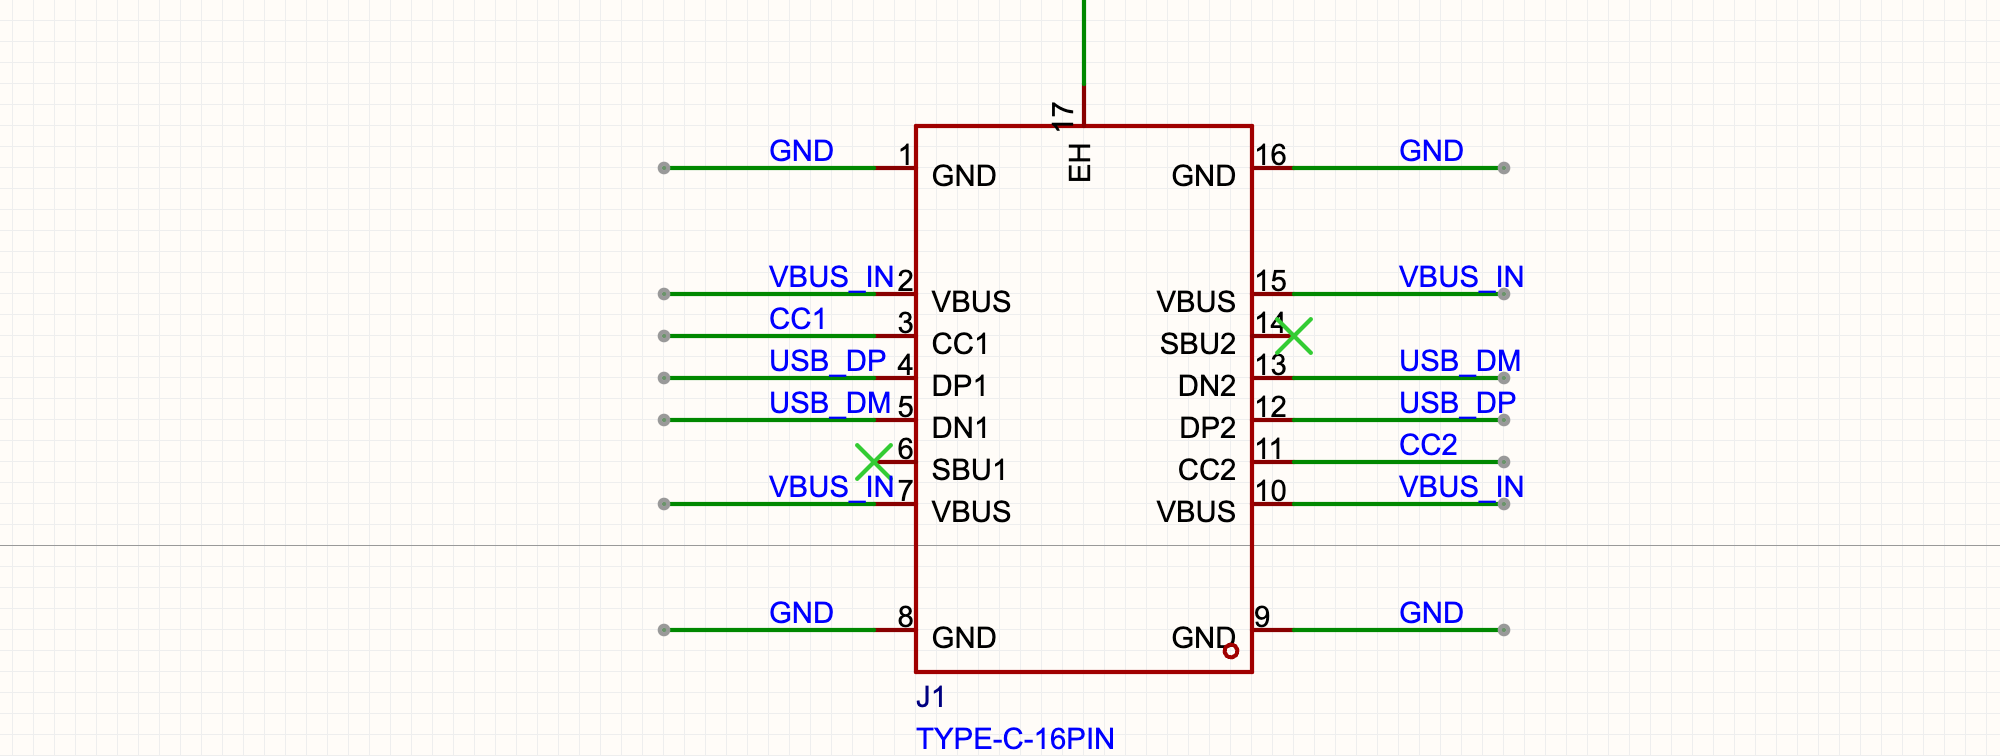 17
EH
GND 1 GND GND 16 GND
VBUS_IN 2 VBUS VBUS 15 VBUS_IN
CC1 3 CC1 SBU2 14
USB_DP 4 DP1 DN2 13 USB_DM
USB_DM 5 DN1 DP2 12 USB_DP
6 SBU1 CC2 11 CC2
VBUS_IN 7 VBUS VBUS 10 VBUS_IN
GND 8 GND GND 9 GND
J1
TYPE-C-16PIN